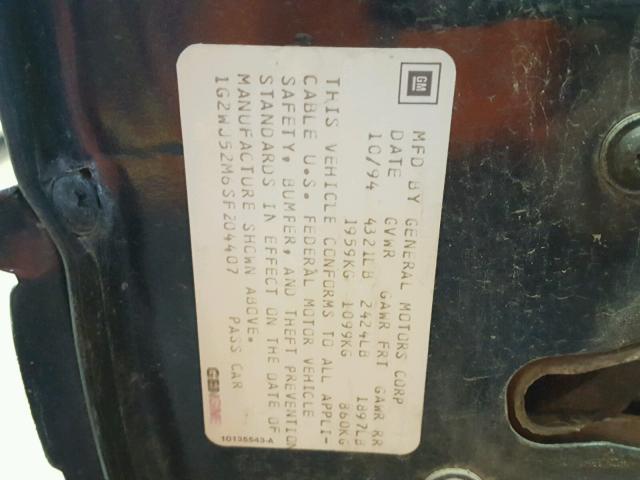 GM
MFD BY GENERAL MOTORS CORP
DATE GVWR GAWR FRT GAWR RR
10/94 4321LB 2424LB 1897LB
1959KG 1099KG 860KG
THIS VEHICLE CONFORMS TO ALL APPLI-
CABLE U.S. FEDERAL MOTOR VEHICLE
SAFETY, BUMPER, AND THEFT PREVENTION
STANDARDS IN EFFECT ON THE DATE OF
MANUFACTURE SHOWN ABOVE.
1G2WJ52M6SF204407 PASS CAR
10135543-A